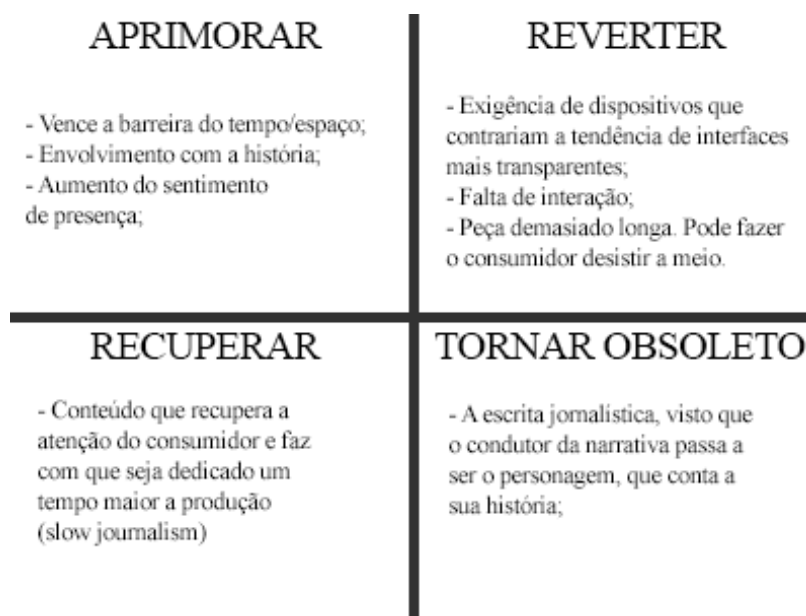 APRIMORAR
- Vence a barreira do tempo/espaço;
- Envolvimento com a história;
- Aumento do sentimento
de presença;
REVERTER
- Exigência de dispositivos que
contrariam a tendência de interfaces
mais transparentes;
- Falta de interação;
- Peça demasiado longa. Pode fazer
o consumidor desistir a meio.
RECUPERAR
- Conteúdo que recupera a
atenção do consumidor e faz
com que seja dedicado um
tempo maior a produção
(slow journalism)
TORNAR OBSOLETO
- A escrita jornalística, visto que
o condutor da narrativa passa a
ser o personagem, que conta a
sua história;